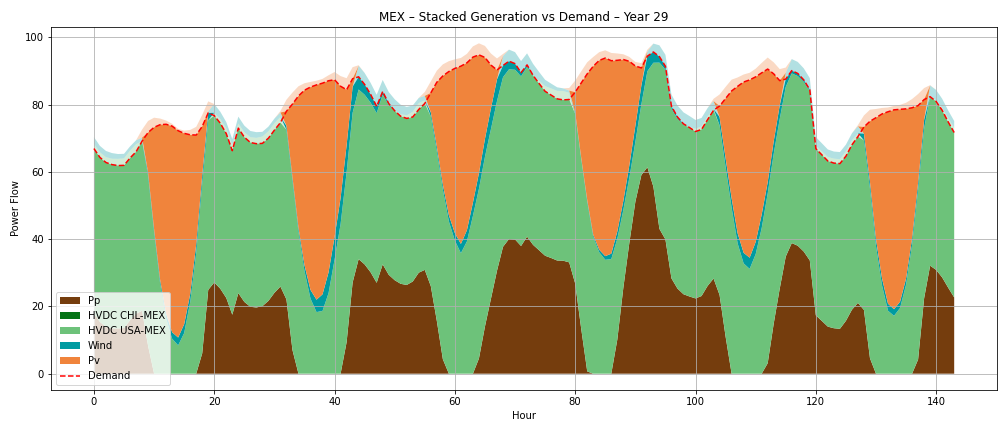 MEX – Stacked Generation vs Demand – Year 29
Power Flow
100
80
60
40
20
0
Pp
HVDC CHL-MEX
HVDC USA-MEX
Wind
Pv
Demand
0
20
40
60
80
100
120
140
Hour